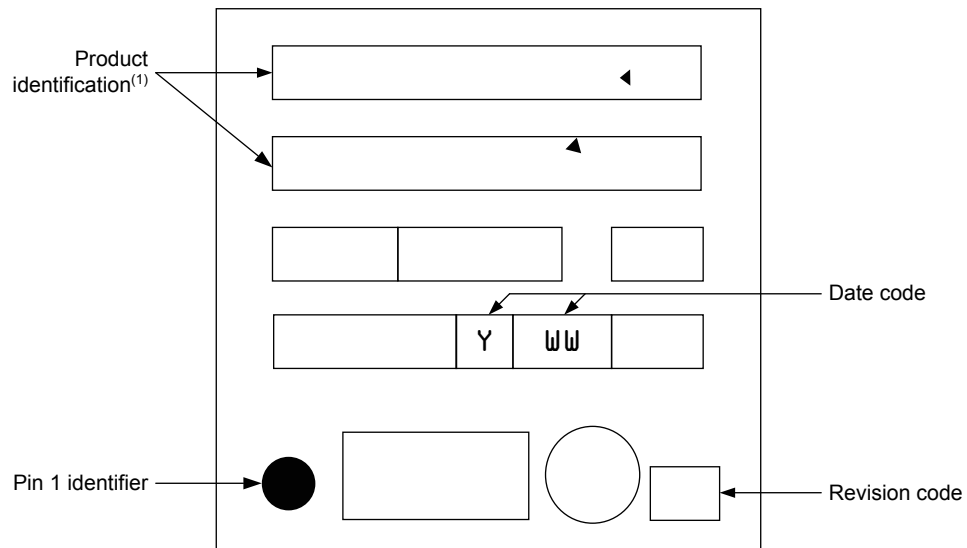 Product
identification(1)
Date code
Y WW
Pin 1 identifier
Revision code